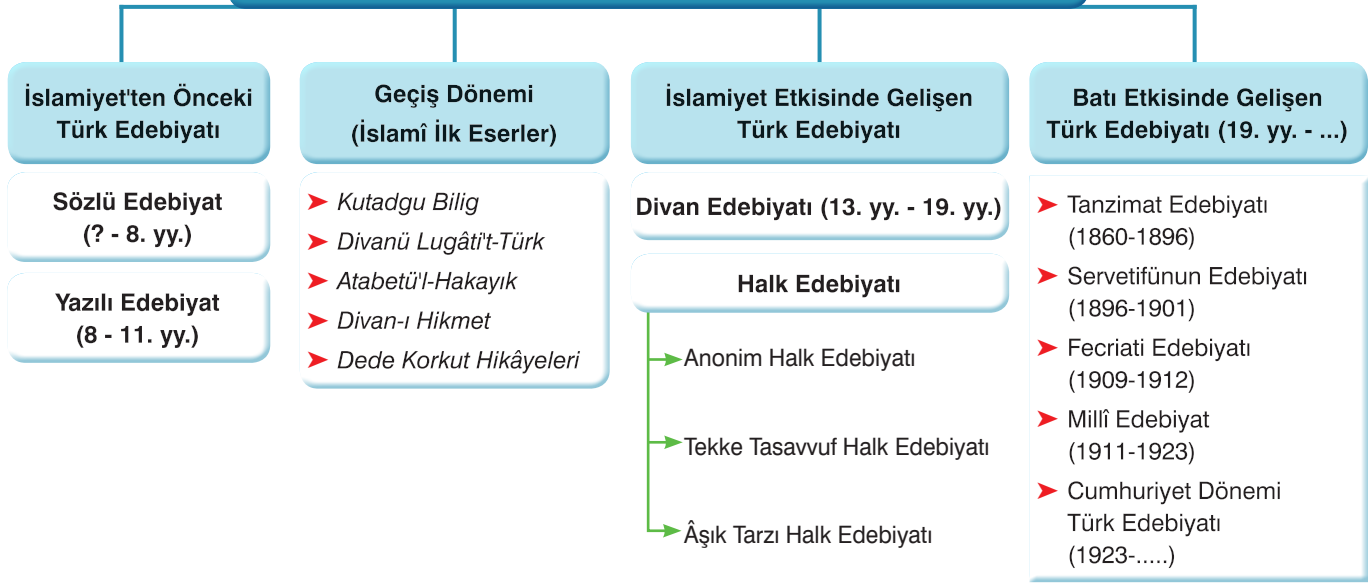 İslamiyet'ten Önceki
Türk Edebiyatı
Sözlü Edebiyat
(? - 8. yy.)
Yazılı Edebiyat
(8 - 11. yy.)
Geçiş Dönemi
(İslamî İlk Eserler)
Kutadgu Bilig
Divanü Lugâti't-Türk
Atabetü'l-Hakayık
Divan-ı Hikmet
Dede Korkut Hikâyeleri
İslamiyet Etkisinde Gelişen
Türk Edebiyatı
Divan Edebiyatı (13. yy. - 19. yy.)
Halk Edebiyatı
Anonim Halk Edebiyatı
Tekke Tasavvuf Halk Edebiyatı
Âşık Tarzı Halk Edebiyatı
Batı Etkisinde Gelişen
Türk Edebiyatı (19. yy. - ...)
Tanzimat Edebiyatı
(1860-1896)
Servetifünun Edebiyatı
(1896-1901)
Fecriati Edebiyatı
(1909-1912)
Millî Edebiyat
(1911-1923)
Cumhuriyet Dönemi
Türk Edebiyatı
(1923-.....)